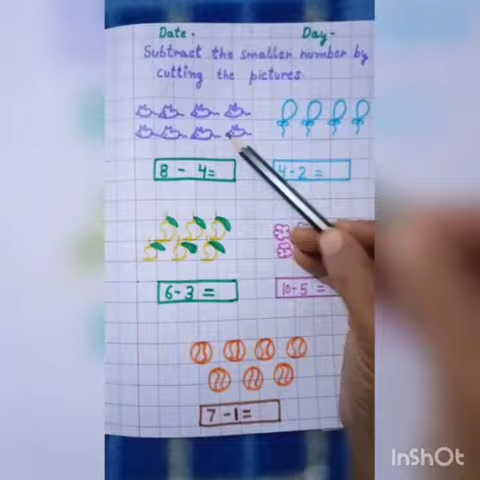 Date.
Day-
Subtract the smaller number by
cutting the pictures.
8 - 4=
4-2 =
6-3 =
10-5=
7 -1=
InShOt